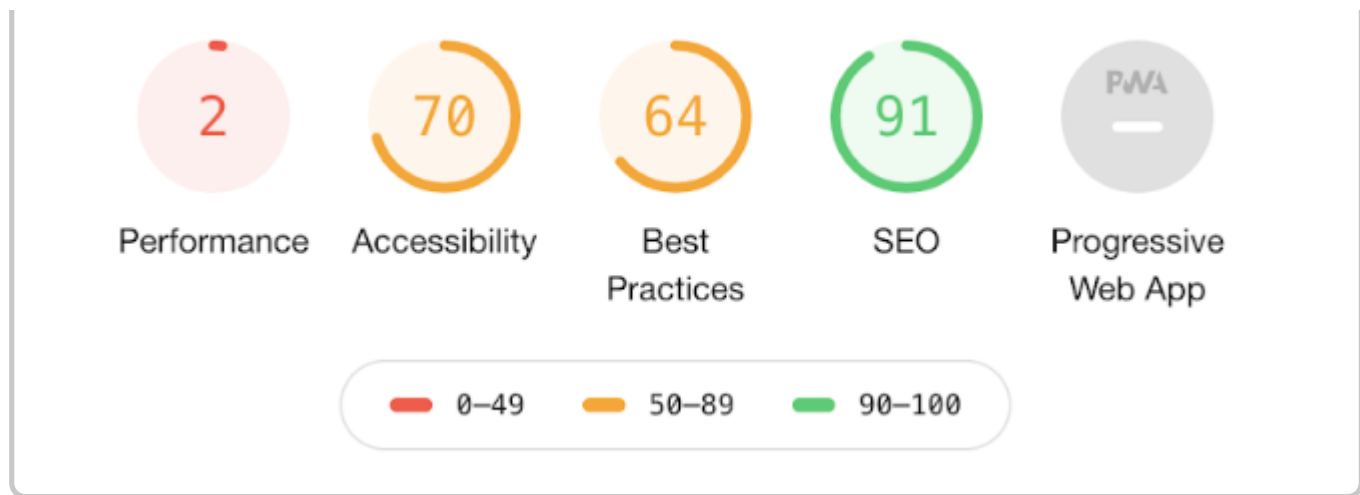 2
70
64
91
PWA
Performance
Accessibility
Best
Practices
SEO
Progressive
Web App
0–49
50–89
90–100